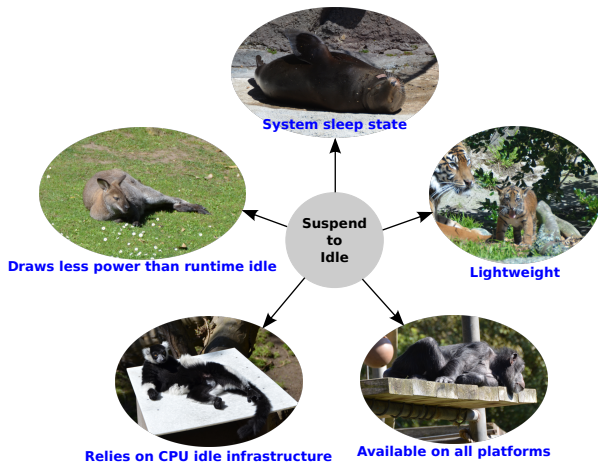 System sleep state
Suspend
to
Idle
Draws less power than runtime idle
Lightweight
Relies on CPU idle infrastructure
Available on all platforms